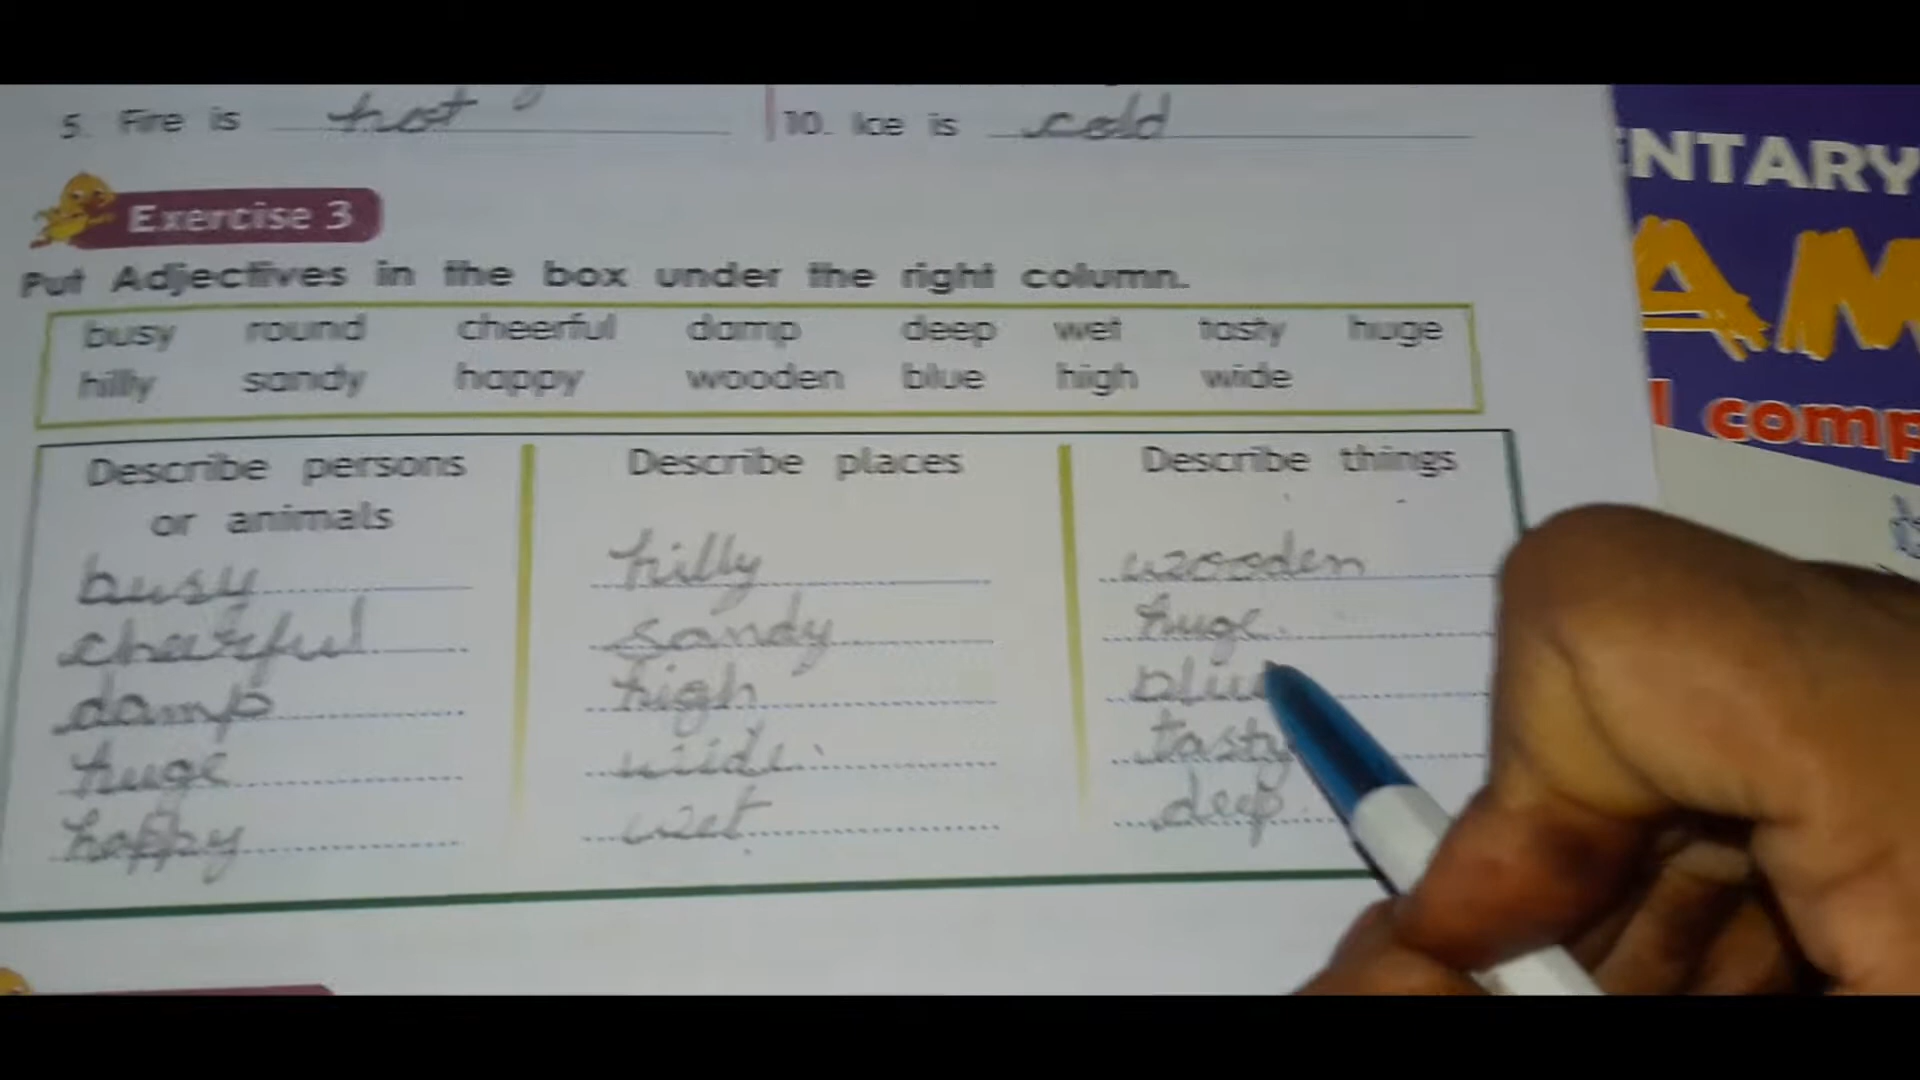 5. Fire is hot
10. Ice is cold
NTARY
AM
Exercise 3
Put Adjectives in the box under the right column.
busy round cheerful damp deep wet tasty huge
hilly sandy happy wooden blue high wide
l comp
Describe persons or animals
busy
chearful
damp
huge
happy
Describe places
hilly
sandy
high
wide
wet
Describe things
wooden
huge
blue
tasty
deep